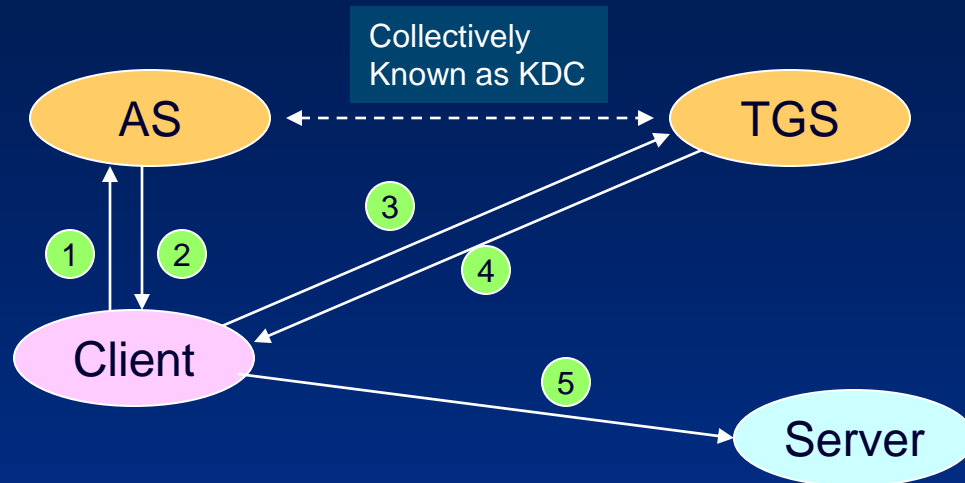 Collectively
Known as KDC
AS
TGS
3
1
2
4
Client
5
Server